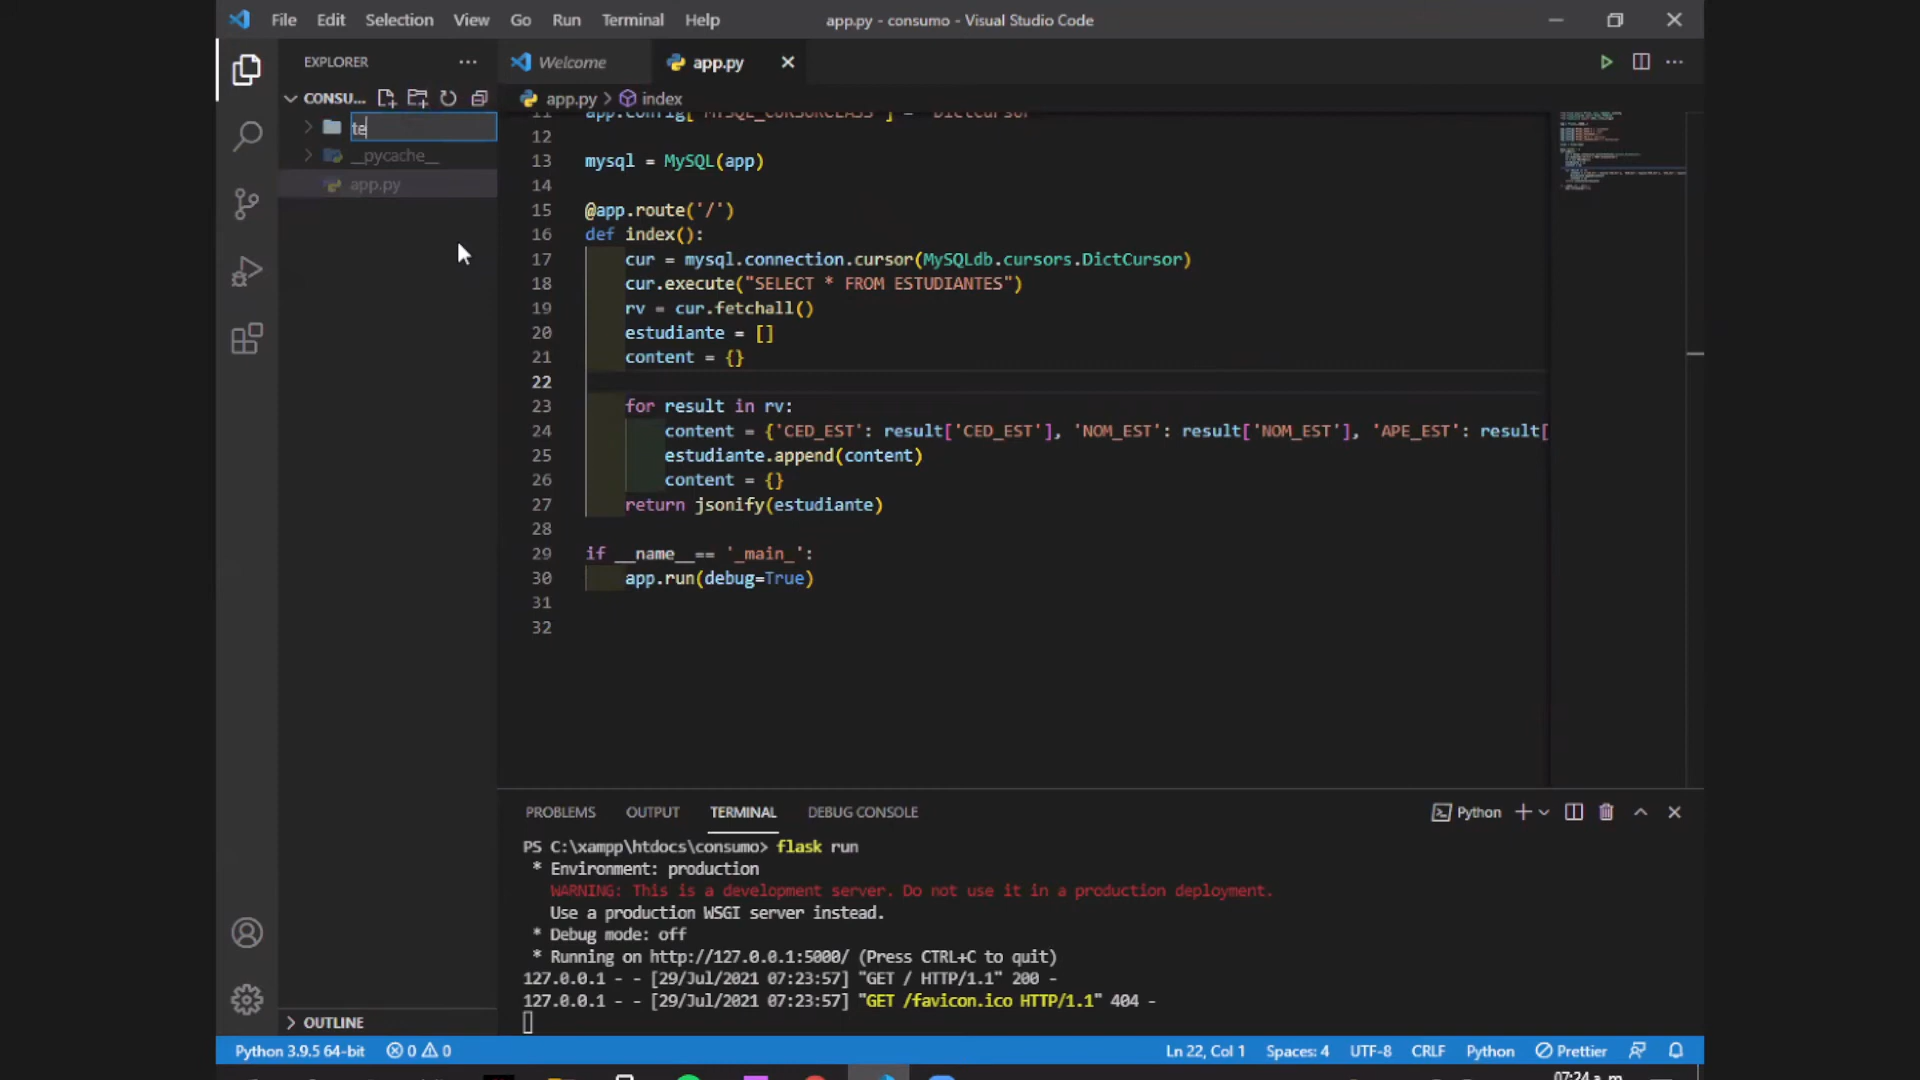 File Edit Selection View Go Run Terminal Help app.py - consumo - Visual Studio Code
EXPLORER
Welcome app.py
CONSU...
app.py > index
te
__pycache__
app.py
11 app.config['MYSQL_CURSORCLASS'] = 'DictCursor'
12
13 mysql = MySQL(app)
14
15 @app.route('/')
16 def index():
17 cur = mysql.connection.cursor(MySQLdb.cursors.DictCursor)
18 cur.execute("SELECT * FROM ESTUDIANTES")
19 rv = cur.fetchall()
20 estudiante = []
21 content = {}
22
23 for result in rv:
24 content = {'CED_EST': result['CED_EST'], 'NOM_EST': result['NOM_EST'], 'APE_EST': result[
25 estudiante.append(content)
26 content = {}
27 return jsonify(estudiante)
28
29 if __name__== '_main_':
30 app.run(debug=True)
31
32
PROBLEMS OUTPUT TERMINAL DEBUG CONSOLE Python
PS C:\xampp\htdocs\consumo> flask run
* Environment: production
WARNING: This is a development server. Do not use it in a production deployment.
Use a production WSGI server instead.
* Debug mode: off
* Running on http://127.0.0.1:5000/ (Press CTRL+C to quit)
127.0.0.1 - - [29/Jul/2021 07:23:57] "GET / HTTP/1.1" 200 -
127.0.0.1 - - [29/Jul/2021 07:23:57] "GET /favicon.ico HTTP/1.1" 404 -
OUTLINE
Python 3.9.5 64-bit 0 0 Ln 22, Col 1 Spaces: 4 UTF-8 CRLF Python Prettier
07:24 a. m.